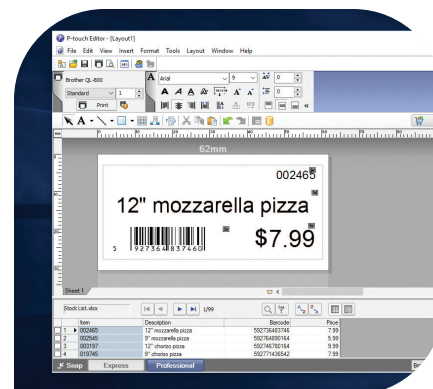 P-touch Editor - [Layout1]
File Edit View Insert Format Tools Layout Window Help
Brother QL-800
Standard 1
Print
A Arial 9 0
0
62mm
002465
12" mozzarella pizza
5 927364 837460
$7.99
Sheet 1
Stock List.xlsx 1/99
Item Description Barcode Price
1 002465 12" mozzarella pizza 592736483746 7.99
2 002545 9" mozzarella pizza 592764890164 5.99
3 003197 12" chorizo pizza 592746780164 9.99
4 019745 9" chorizo pizza 592771436542 7.99
Snap Express Professional